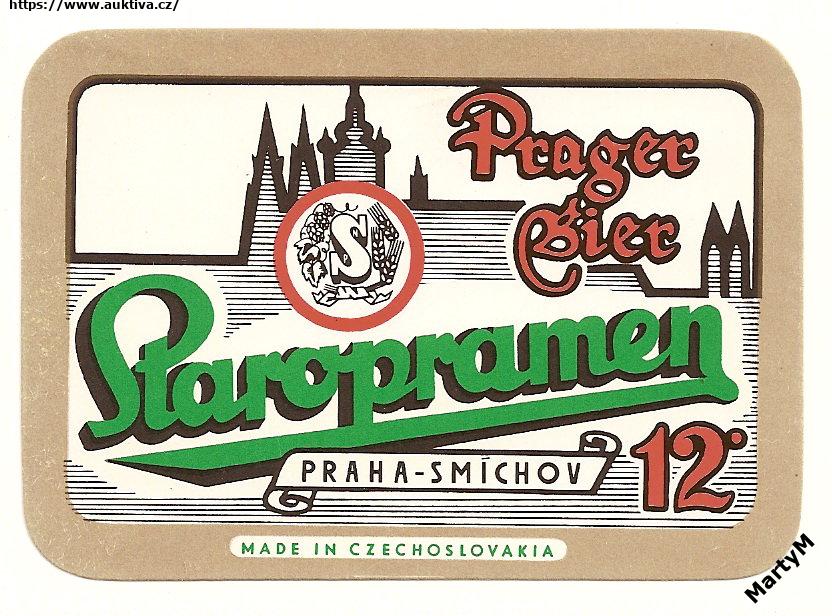 https://www.auktiva.cz/
Prager
Bier
S
Staropramen
PRAHA-SMÍCHOV
12°
MADE IN CZECHOSLOVAKIA
MartyM